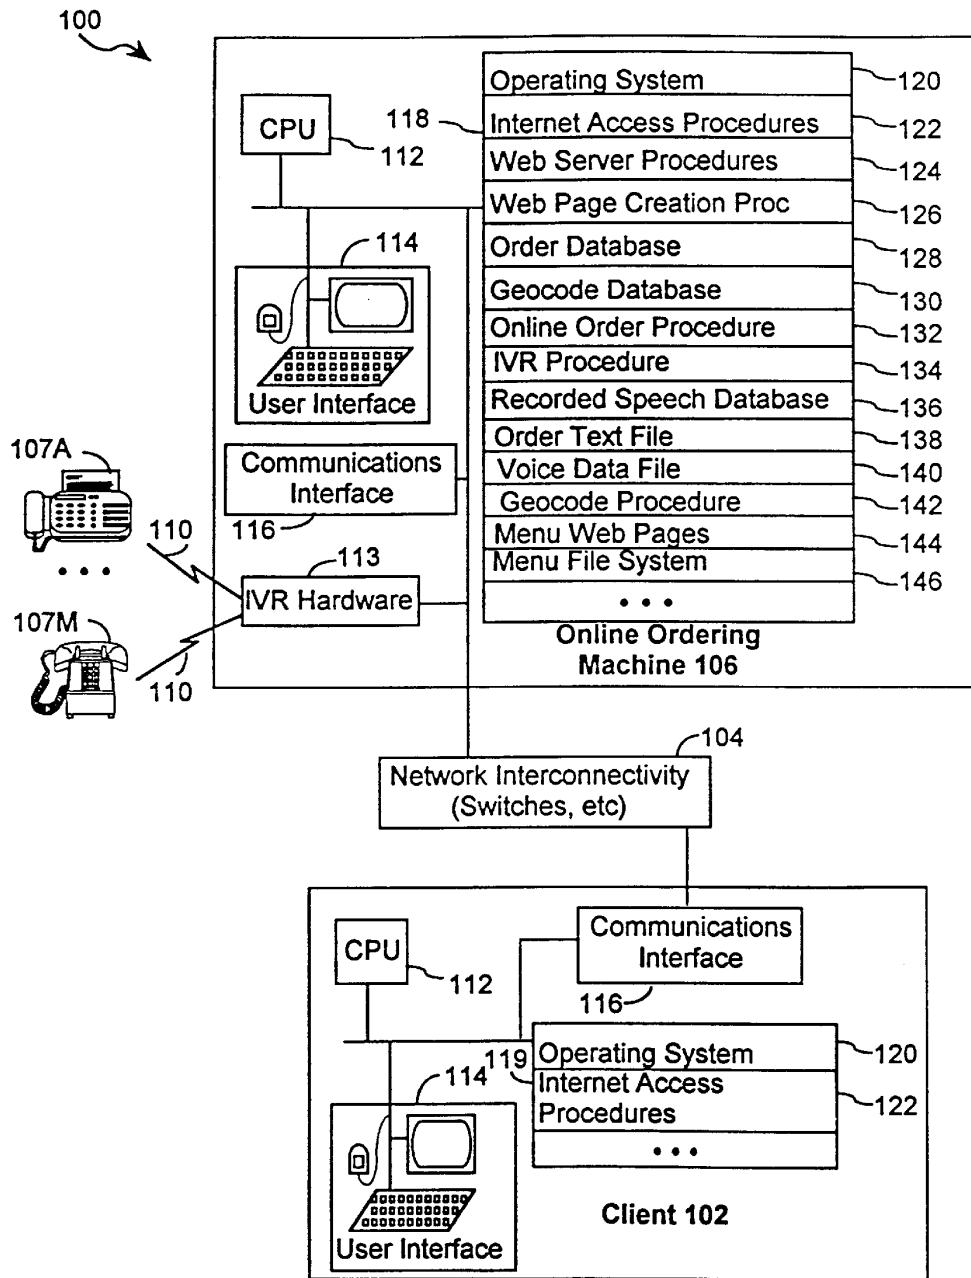 100
CPU
112
118
Operating System
120
Internet Access Procedures
122
Web Server Procedures
124
Web Page Creation Proc
126
Order Database
128
Geocode Database
130
Online Order Procedure
132
IVR Procedure
134
Recorded Speech Database
136
Order Text File
138
Voice Data File
140
Geocode Procedure
142
Menu Web Pages
144
Menu File System
146
• • •
Online Ordering
Machine 106
114
User Interface
Communications
Interface
116
107A
110
• • •
113
IVR Hardware
107M
110
104
Network Interconnectivity
(Switches, etc)
CPU
112
Communications
Interface
116
119
Operating System
120
Internet Access
Procedures
122
• • •
114
User Interface
Client 102